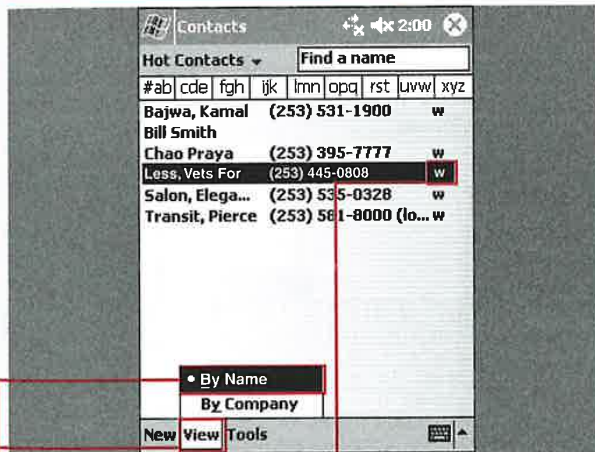 Contacts 2:00
Hot Contacts Find a name
#ab cde fgh ijk lmn opq rst uvw xyz
Bajwa, Kamal (253) 531-1900 w
Bill Smith
Chao Praya (253) 395-7777 w
Less, Vets For (253) 445-0808 w
Salon, Elega... (253) 535-0328 w
Transit, Pierce (253) 581-8000 (lo... w
• By Name
By Company
New View Tools